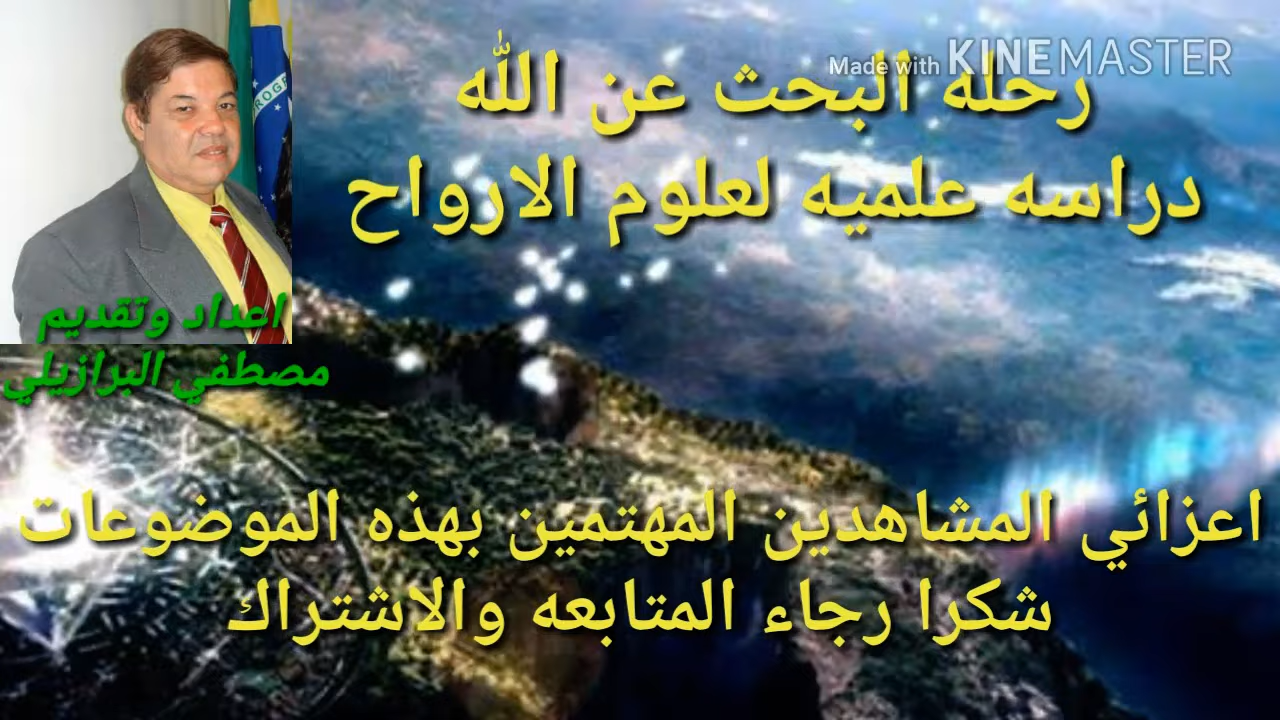 Made with KINEMASTER
رحله البحث عن الله
دراسه علميه لعلوم الارواح
اعداد وتقديم
مصطفي البرازيلي
اعزائي المشاهدين المهتمين بهذه الموضوعات
شكرا رجاء المتابعه والاشتراك